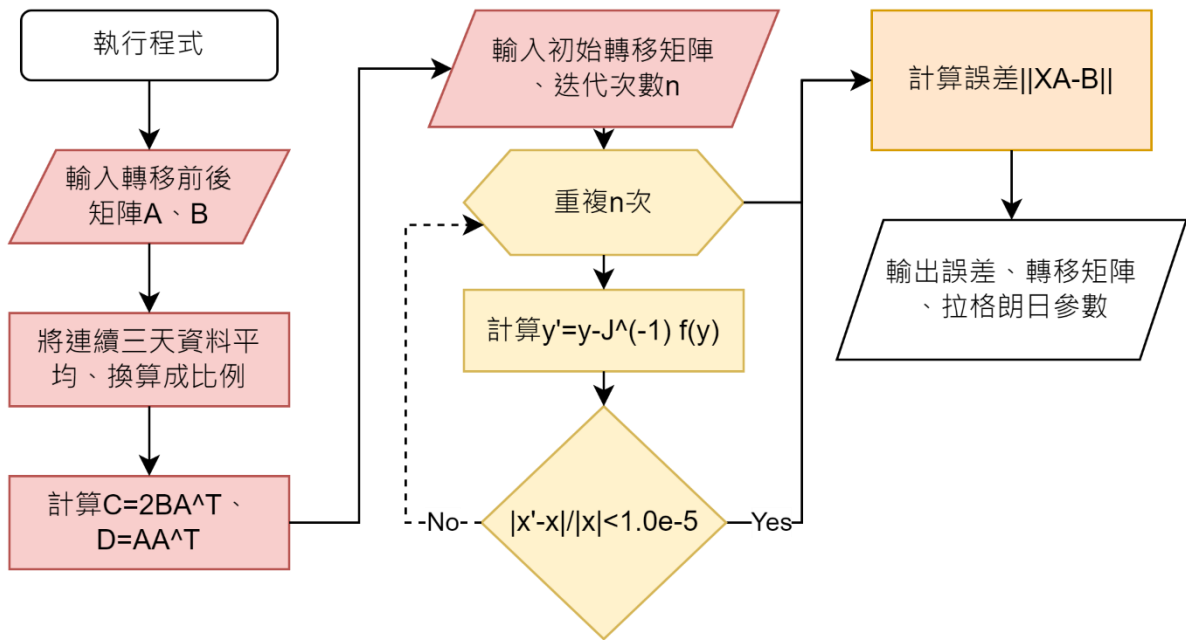 執行程式
輸入轉移前後
矩陣A、B
將連續三天資料平
均、換算成比例
計算C=2BA^T、
D=AA^T
輸入初始轉移矩陣
、迭代次數n
重複n次
計算y'=y-J^(-1) f(y)
|x'-x|/|x|<1.0e-5
No
Yes
計算誤差||XA-B||
輸出誤差、轉移矩陣
、拉格朗日參數